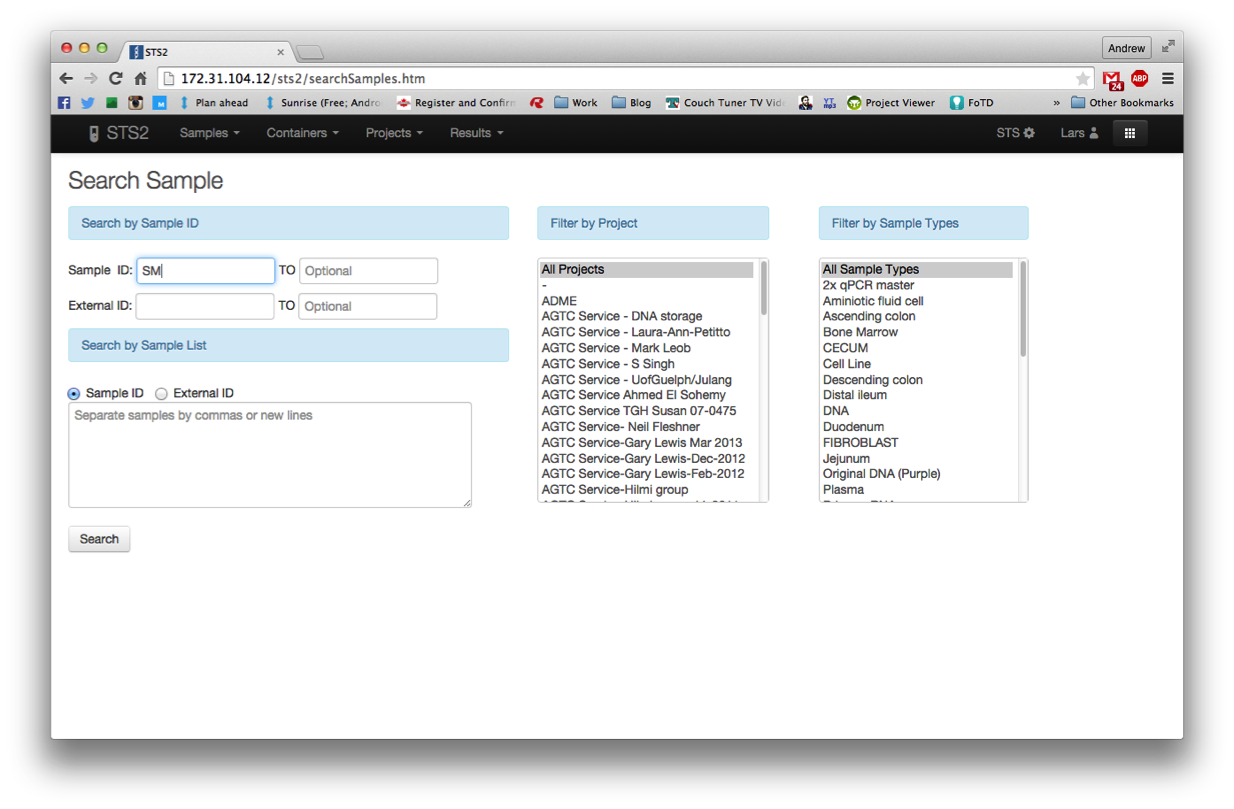 STS2
Andrew
172.31.104.12/sts2/searchSamples.htm
24
ABP
Plan ahead
Sunrise (Free; Andro
Register and Confirm
Work
Blog
Couch Tuner TV Vide
YT mp3
Project Viewer
FoTD
»
Other Bookmarks
STS2
Samples
Containers
Projects
Results
STS
Lars
Search Sample
Search by Sample ID
Sample ID: SM TO Optional
External ID: TO Optional
Search by Sample List
Sample ID External ID
Separate samples by commas or new lines
Search
Filter by Project
All Projects
-
ADME
AGTC Service - DNA storage
AGTC Service - Laura-Ann-Petitto
AGTC Service - Mark Leob
AGTC Service - S Singh
AGTC Service - UofGuelph/Julang
AGTC Service Ahmed El Sohemy
AGTC Service TGH Susan 07-0475
AGTC Service- Neil Fleshner
AGTC Service-Gary Lewis Mar 2013
AGTC Service-Gary Lewis-Dec-2012
AGTC Service-Gary Lewis-Feb-2012
AGTC Service-Hilmi group
Filter by Sample Types
All Sample Types
2x qPCR master
Aminiotic fluid cell
Ascending colon
Bone Marrow
CECUM
Cell Line
Descending colon
Distal ileum
DNA
Duodenum
FIBROBLAST
Jejunum
Original DNA (Purple)
Plasma